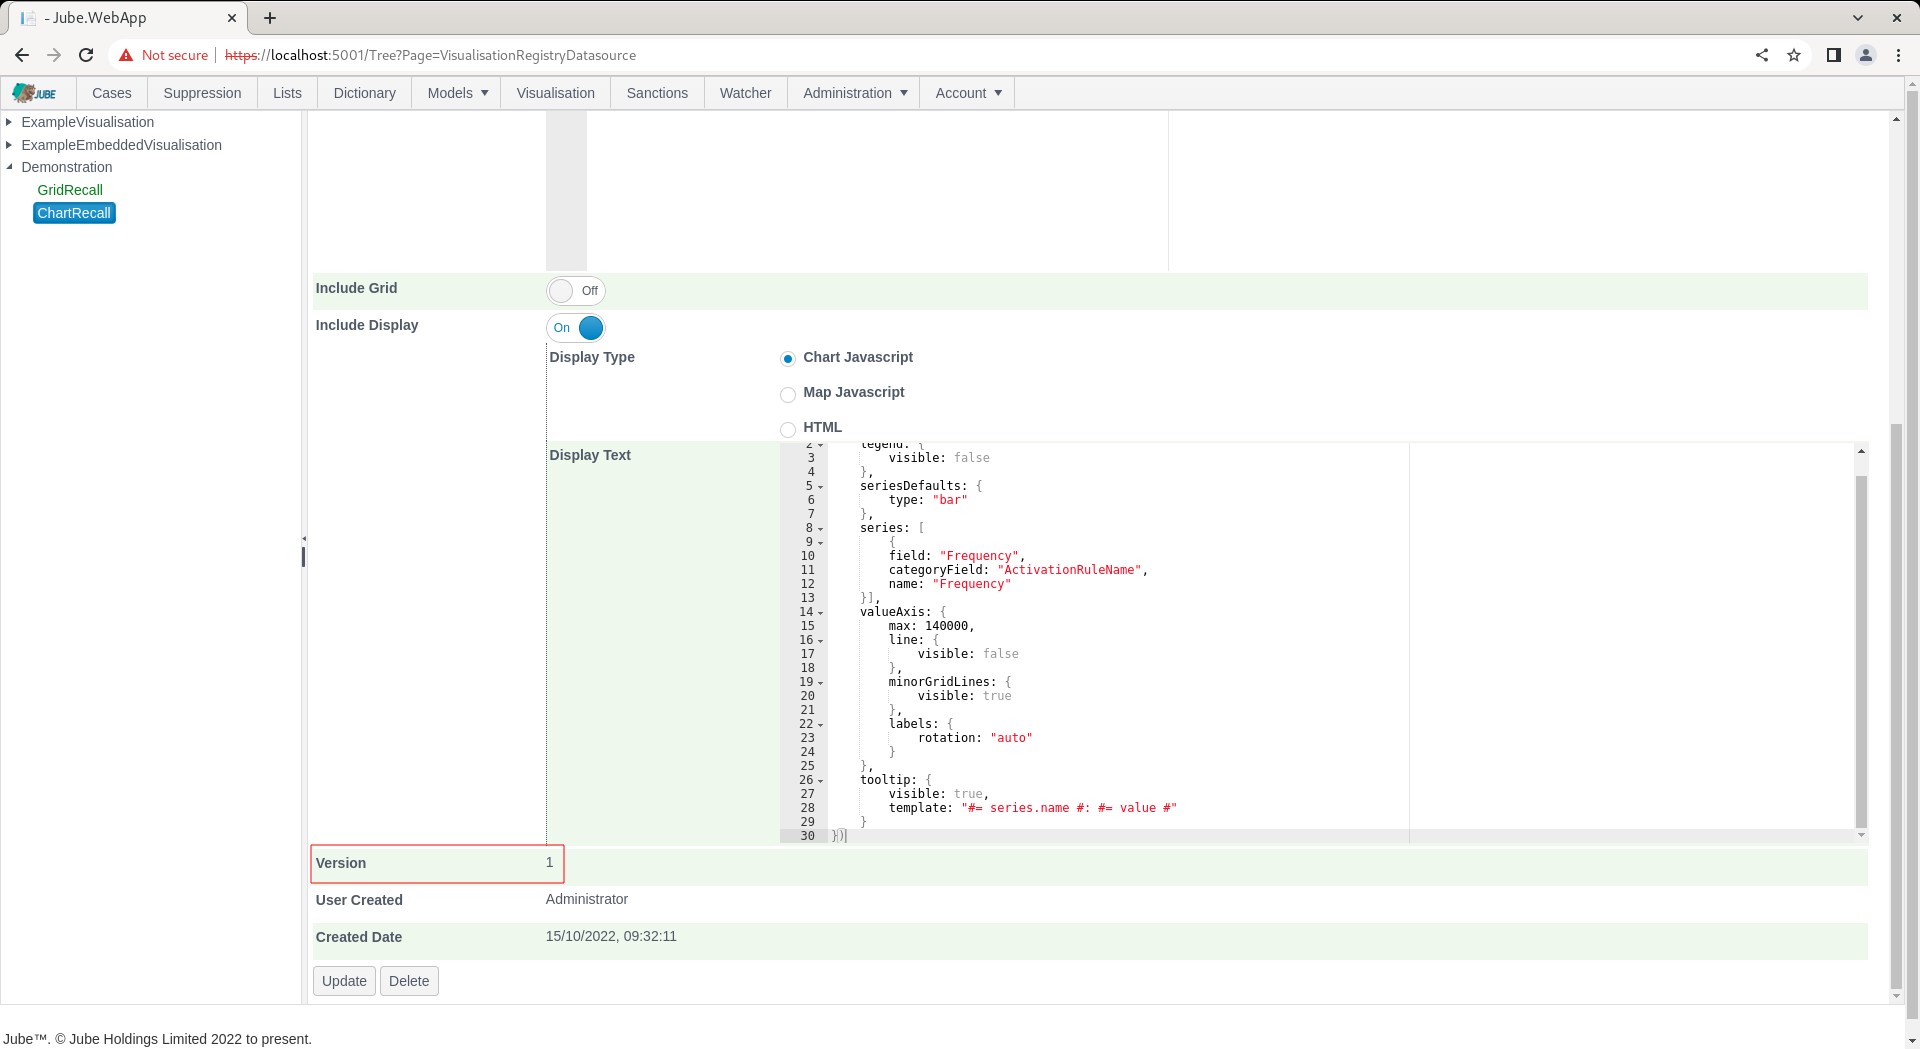 - Jube.WebApp
Not secure
https://localhost:5001/Tree?Page=VisualisationRegistryDatasource
JUBE
Cases
Suppression
Lists
Dictionary
Models
Visualisation
Sanctions
Watcher
Administration
Account
ExampleVisualisation
ExampleEmbeddedVisualisation
Demonstration
GridRecall
ChartRecall
Include Grid
Off
Include Display
On
Display Type
Chart Javascript
Map Javascript
HTML
Display Text
2 legend: {
3 visible: false
4 },
5 seriesDefaults: {
6 type: "bar"
7 },
8 series: [
9 {
10 field: "Frequency",
11 categoryField: "ActivationRuleName",
12 name: "Frequency"
13 }],
14 valueAxis: {
15 max: 140000,
16 line: {
17 visible: false
18 },
19 minorGridLines: {
20 visible: true
21 },
22 labels: {
23 rotation: "auto"
24 }
25 },
26 tooltip: {
27 visible: true,
28 template: "#= series.name #: #= value #"
29 }
30 })
Version 1
User Created Administrator
Created Date 15/10/2022, 09:32:11
Update
Delete
Jube™. © Jube Holdings Limited 2022 to present.